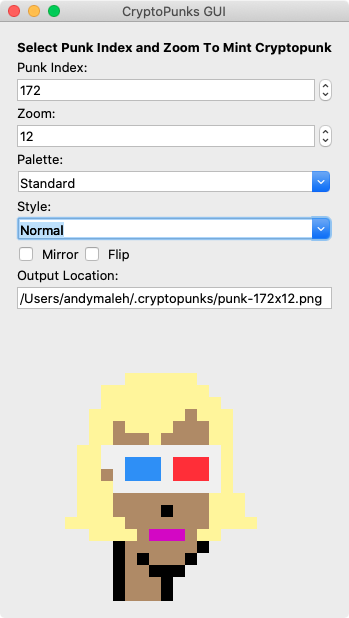 CryptoPunks GUI
Select Punk Index and Zoom To Mint Cryptopunk
Punk Index:
172
Zoom:
12
Palette:
Standard
Style:
Normal
Mirror Flip
Output Location:
/Users/andymaleh/.cryptopunks/punk-172x12.png